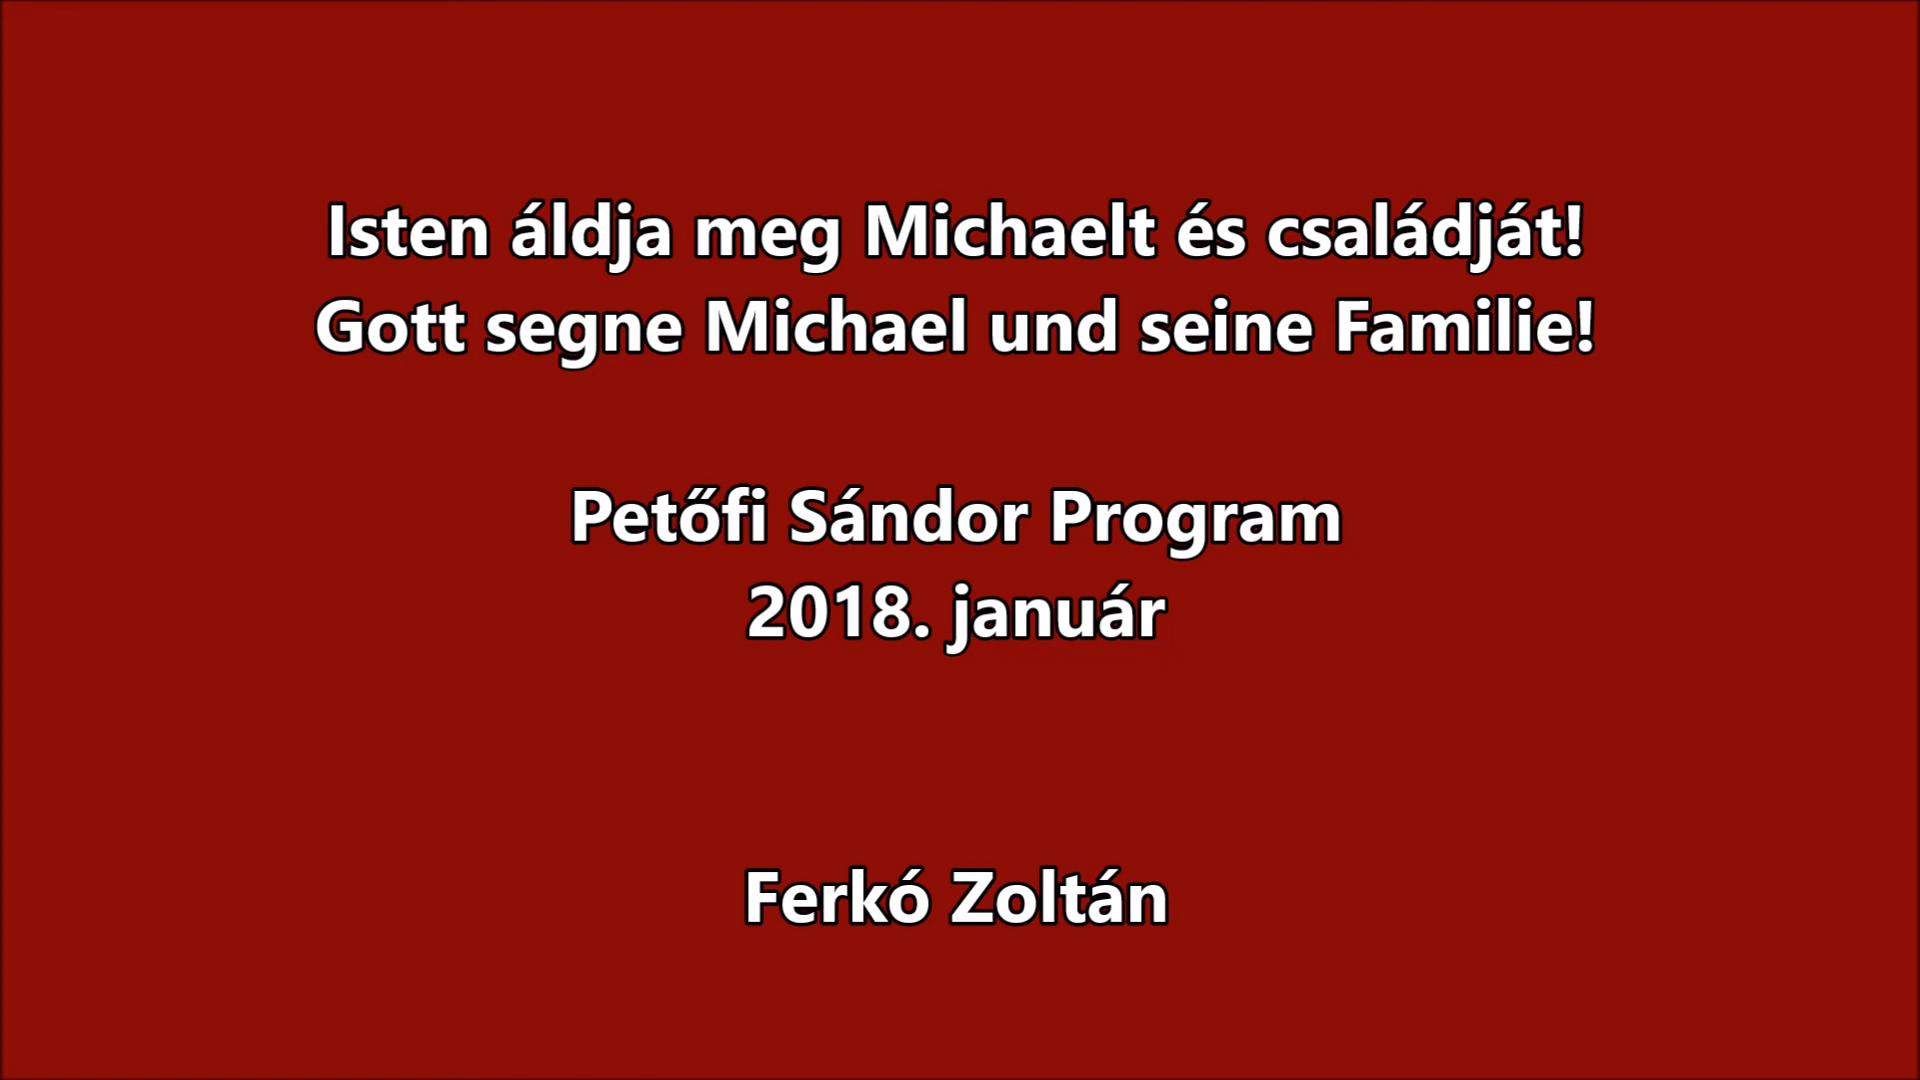 Isten áldja meg Michaelt és családját!
Gott segne Michael und seine Familie!
Petőfi Sándor Program
2018. január
Ferkó Zoltán